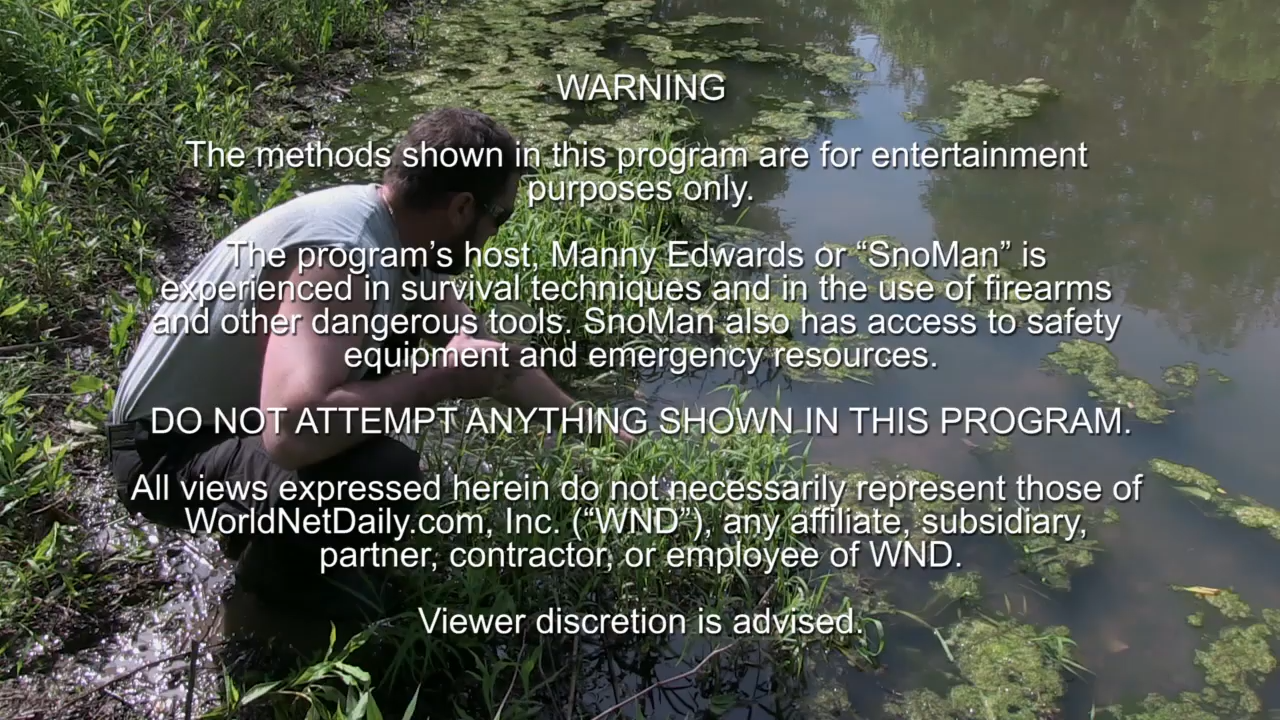 WARNING
The methods shown in this program are for entertainment
purposes only.
The program’s host, Manny Edwards or “SnoMan” is
experienced in survival techniques and in the use of firearms
and other dangerous tools. SnoMan also has access to safety
equipment and emergency resources.
DO NOT ATTEMPT ANYTHING SHOWN IN THIS PROGRAM.
All views expressed herein do not necessarily represent those of
WorldNetDaily.com, Inc. (“WND”), any affiliate, subsidiary,
partner, contractor, or employee of WND.
Viewer discretion is advised.